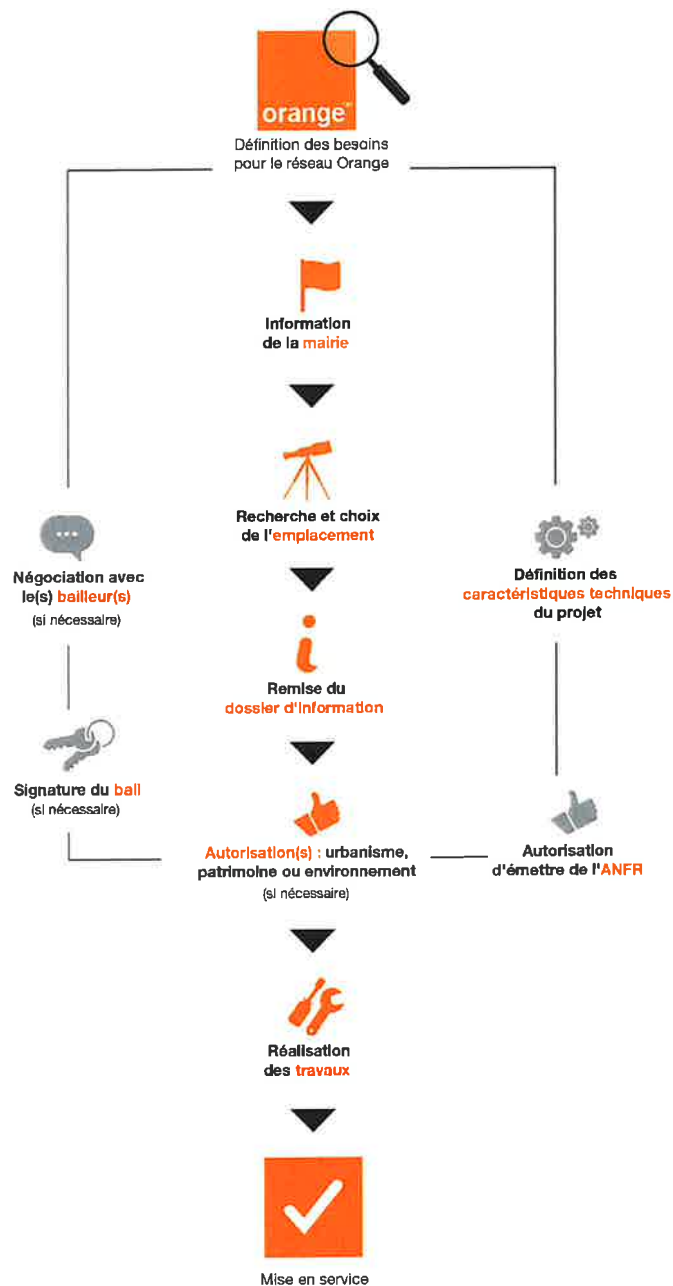 orange™
Définition des besoins
pour le réseau Orange
Information
de la mairie
Recherche et choix
de l'emplacement
Négociation avec
le(s) bailleur(s)
(si nécessaire)
Définition des
caractéristiques techniques
du projet
Remise du
dossier d'information
Signature du bail
(si nécessaire)
Autorisation(s) : urbanisme,
patrimoine ou environnement
(si nécessaire)
Autorisation
d'émettre de l'ANFR
Réalisation
des travaux
Mise en service